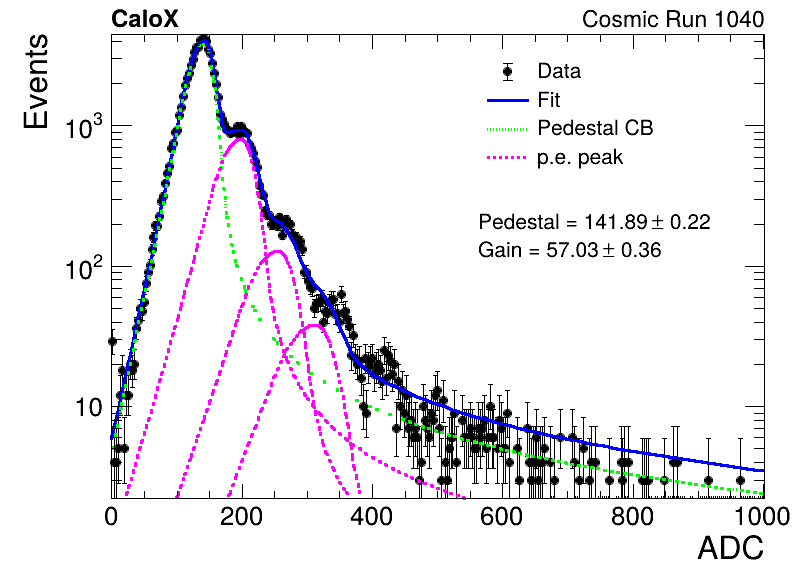 CaloX
Cosmic Run 1040
Events
10³
10²
10
Data
Fit
Pedestal CB
p.e. peak
Pedestal = 141.89 ± 0.22
Gain = 57.03 ± 0.36
0 200 400 600 800 1000
ADC